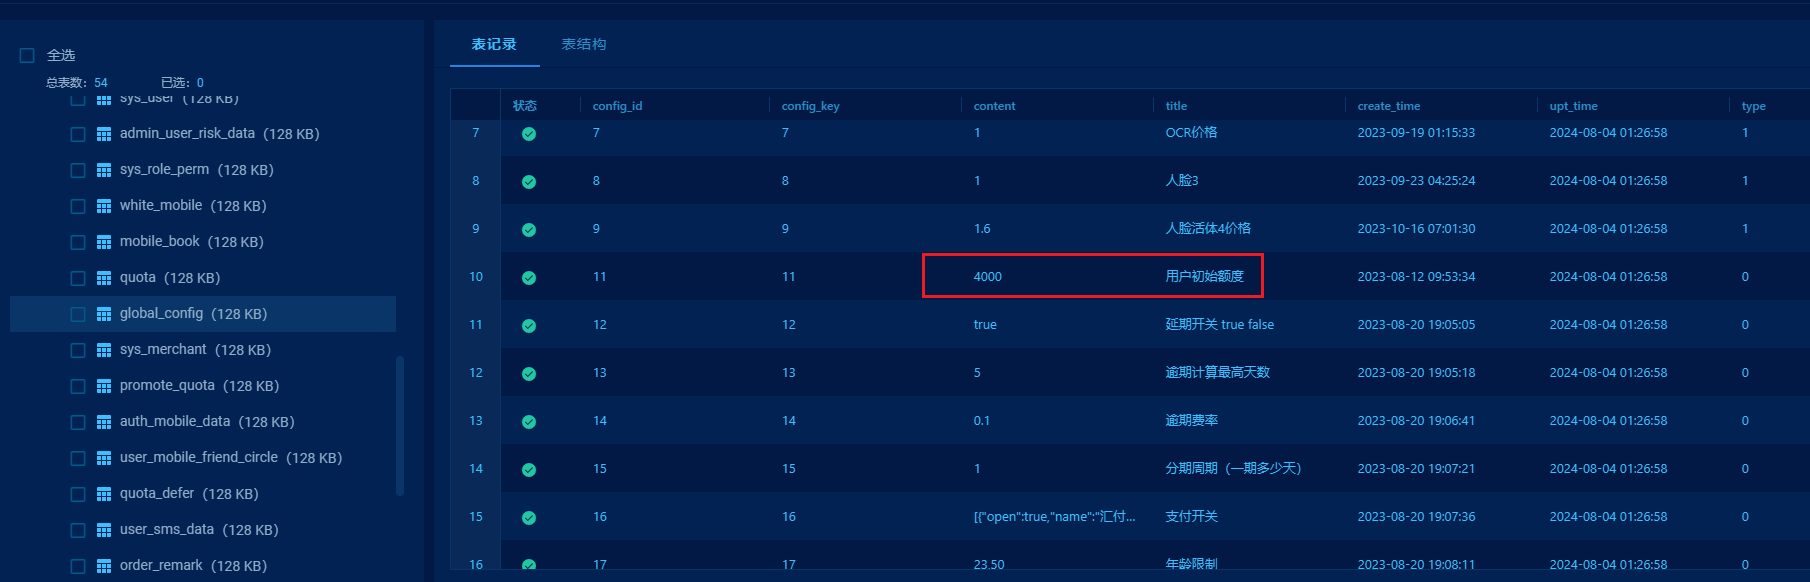 全选
总表数：54 已选：0
sys_user (128 KB)
admin_user_risk_data (128 KB)
sys_role_perm (128 KB)
white_mobile (128 KB)
mobile_book (128 KB)
quota (128 KB)
global_config (128 KB)
sys_merchant (128 KB)
promote_quota (128 KB)
auth_mobile_data (128 KB)
user_mobile_friend_circle (128 KB)
quota_defer (128 KB)
user_sms_data (128 KB)
order_remark (128 KB)
表记录 表结构
状态 config_id config_key content title create_time upt_time type
7 7 7 1 OCR价格 2023-09-19 01:15:33 2024-08-04 01:26:58 1
8 8 8 1 人脸3 2023-09-23 04:25:24 2024-08-04 01:26:58 1
9 9 9 1.6 人脸活体4价格 2023-10-16 07:01:30 2024-08-04 01:26:58 1
10 11 11 4000 用户初始额度 2023-08-12 09:53:34 2024-08-04 01:26:58 0
11 12 12 true 延期开关 true false 2023-08-20 19:05:05 2024-08-04 01:26:58 0
12 13 13 5 逾期计算最高天数 2023-08-20 19:05:18 2024-08-04 01:26:58 0
13 14 14 0.1 逾期费率 2023-08-20 19:06:41 2024-08-04 01:26:58 0
14 15 15 1 分期周期（一期多少天） 2023-08-20 19:07:21 2024-08-04 01:26:58 0
15 16 16 [{"open":true,"name":"汇付... 支付开关 2023-08-20 19:07:36 2024-08-04 01:26:58 0
16 17 17 23,50 年龄限制 2023-08-20 19:08:11 2024-08-04 01:26:58 0